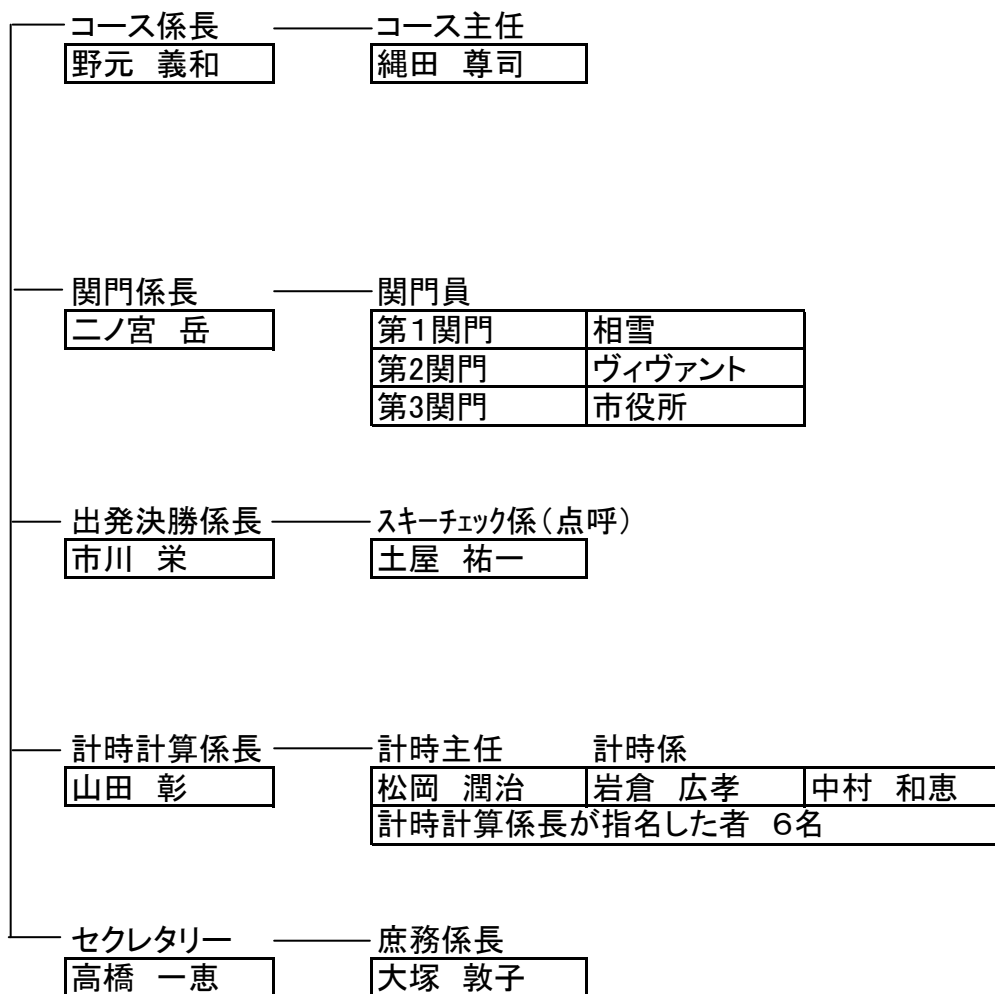 コース係長 コース主任
野元　義和 縄田　尊司
関門係長 関門員
二ノ宮　岳 第１関門 相雪
第2関門 ヴィヴァント
第3関門 市役所
出発決勝係長 スキーチェック係（点呼）
市川　栄 土屋　祐一
計時計算係長 計時主任 計時係
山田　彰 松岡　潤治 岩倉　広孝 中村　和恵
計時計算係長が指名した者　６名
セクレタリー 庶務係長
高橋　一恵 大塚　敦子